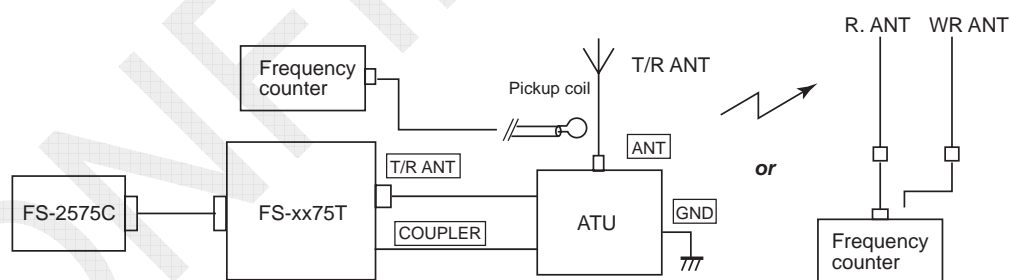 R. ANT WR ANT
T/R ANT
Frequency
counter
Pickup coil
ANT
T/R ANT
or
FS-2575C
FS-xx75T
ATU
GND
COUPLER
Frequency
counter